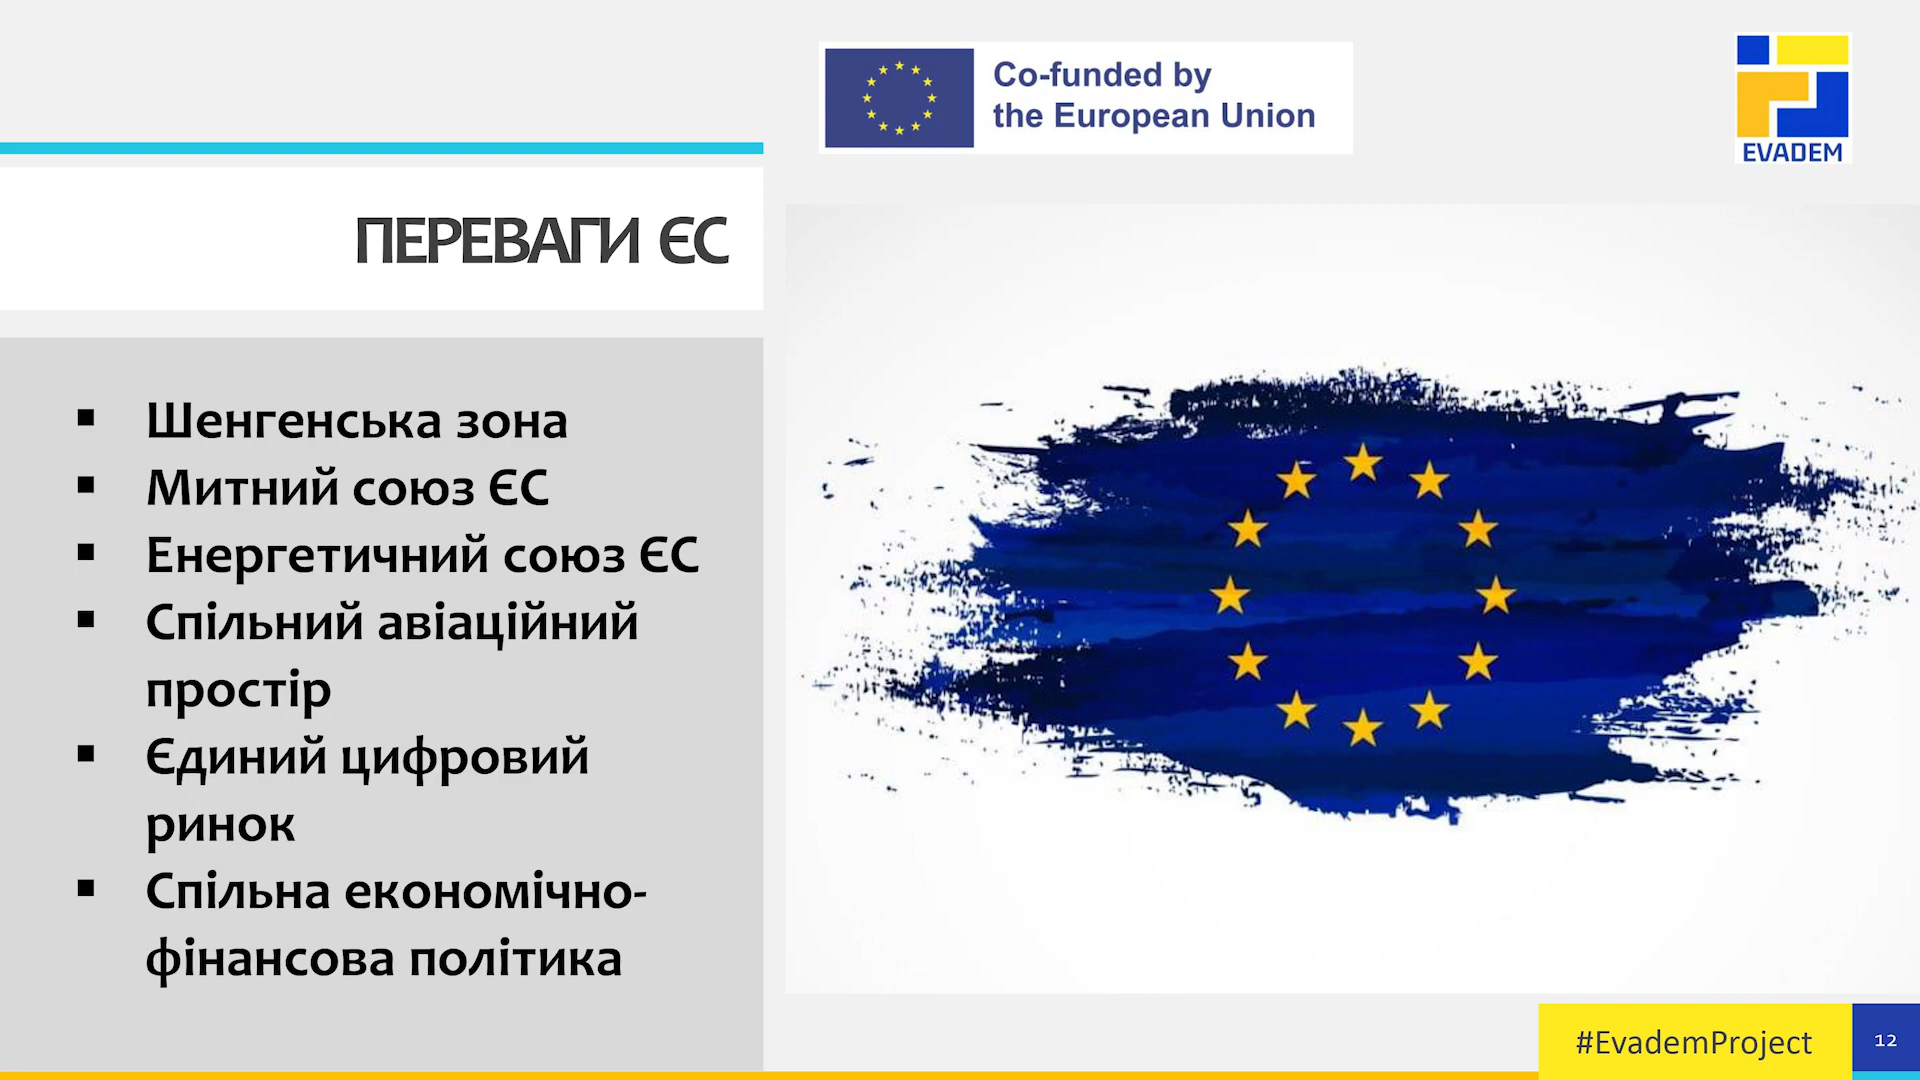 Co-funded by
the European Union
EVADEM
ПЕРЕВАГИ ЄС
▪ Шенгенська зона
▪ Митний союз ЄС
▪ Енергетичний союз ЄС
▪ Спільний авіаційний
простір
▪ Єдиний цифровий
ринок
▪ Спільна економічно-
фінансова політика
#EvademProject
12